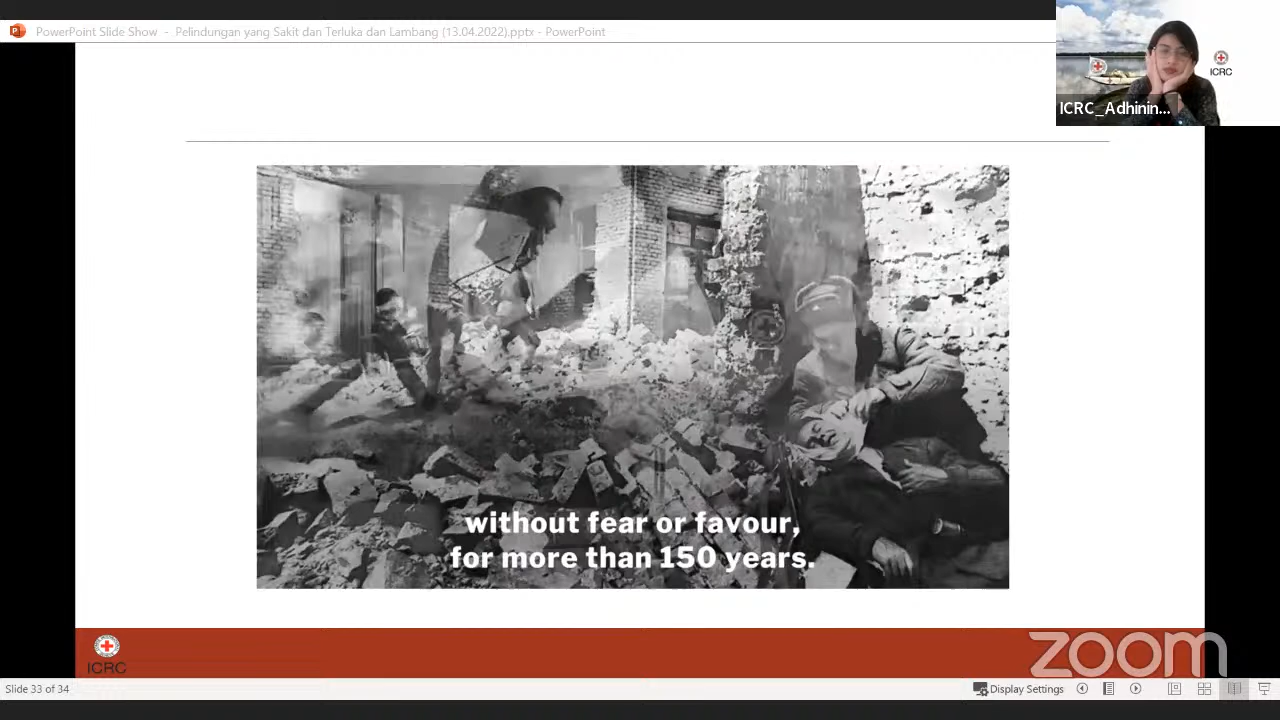 PowerPoint Slide Show - Pelindungan yang Sakit dan Terluka dan Lambang (13.04.2022).pptx - PowerPoint
ICRC
ICRC_Adhinin...
without fear or favour,
for more than 150 years.
ICRC
zoom
Slide 33 of 34
Display Settings